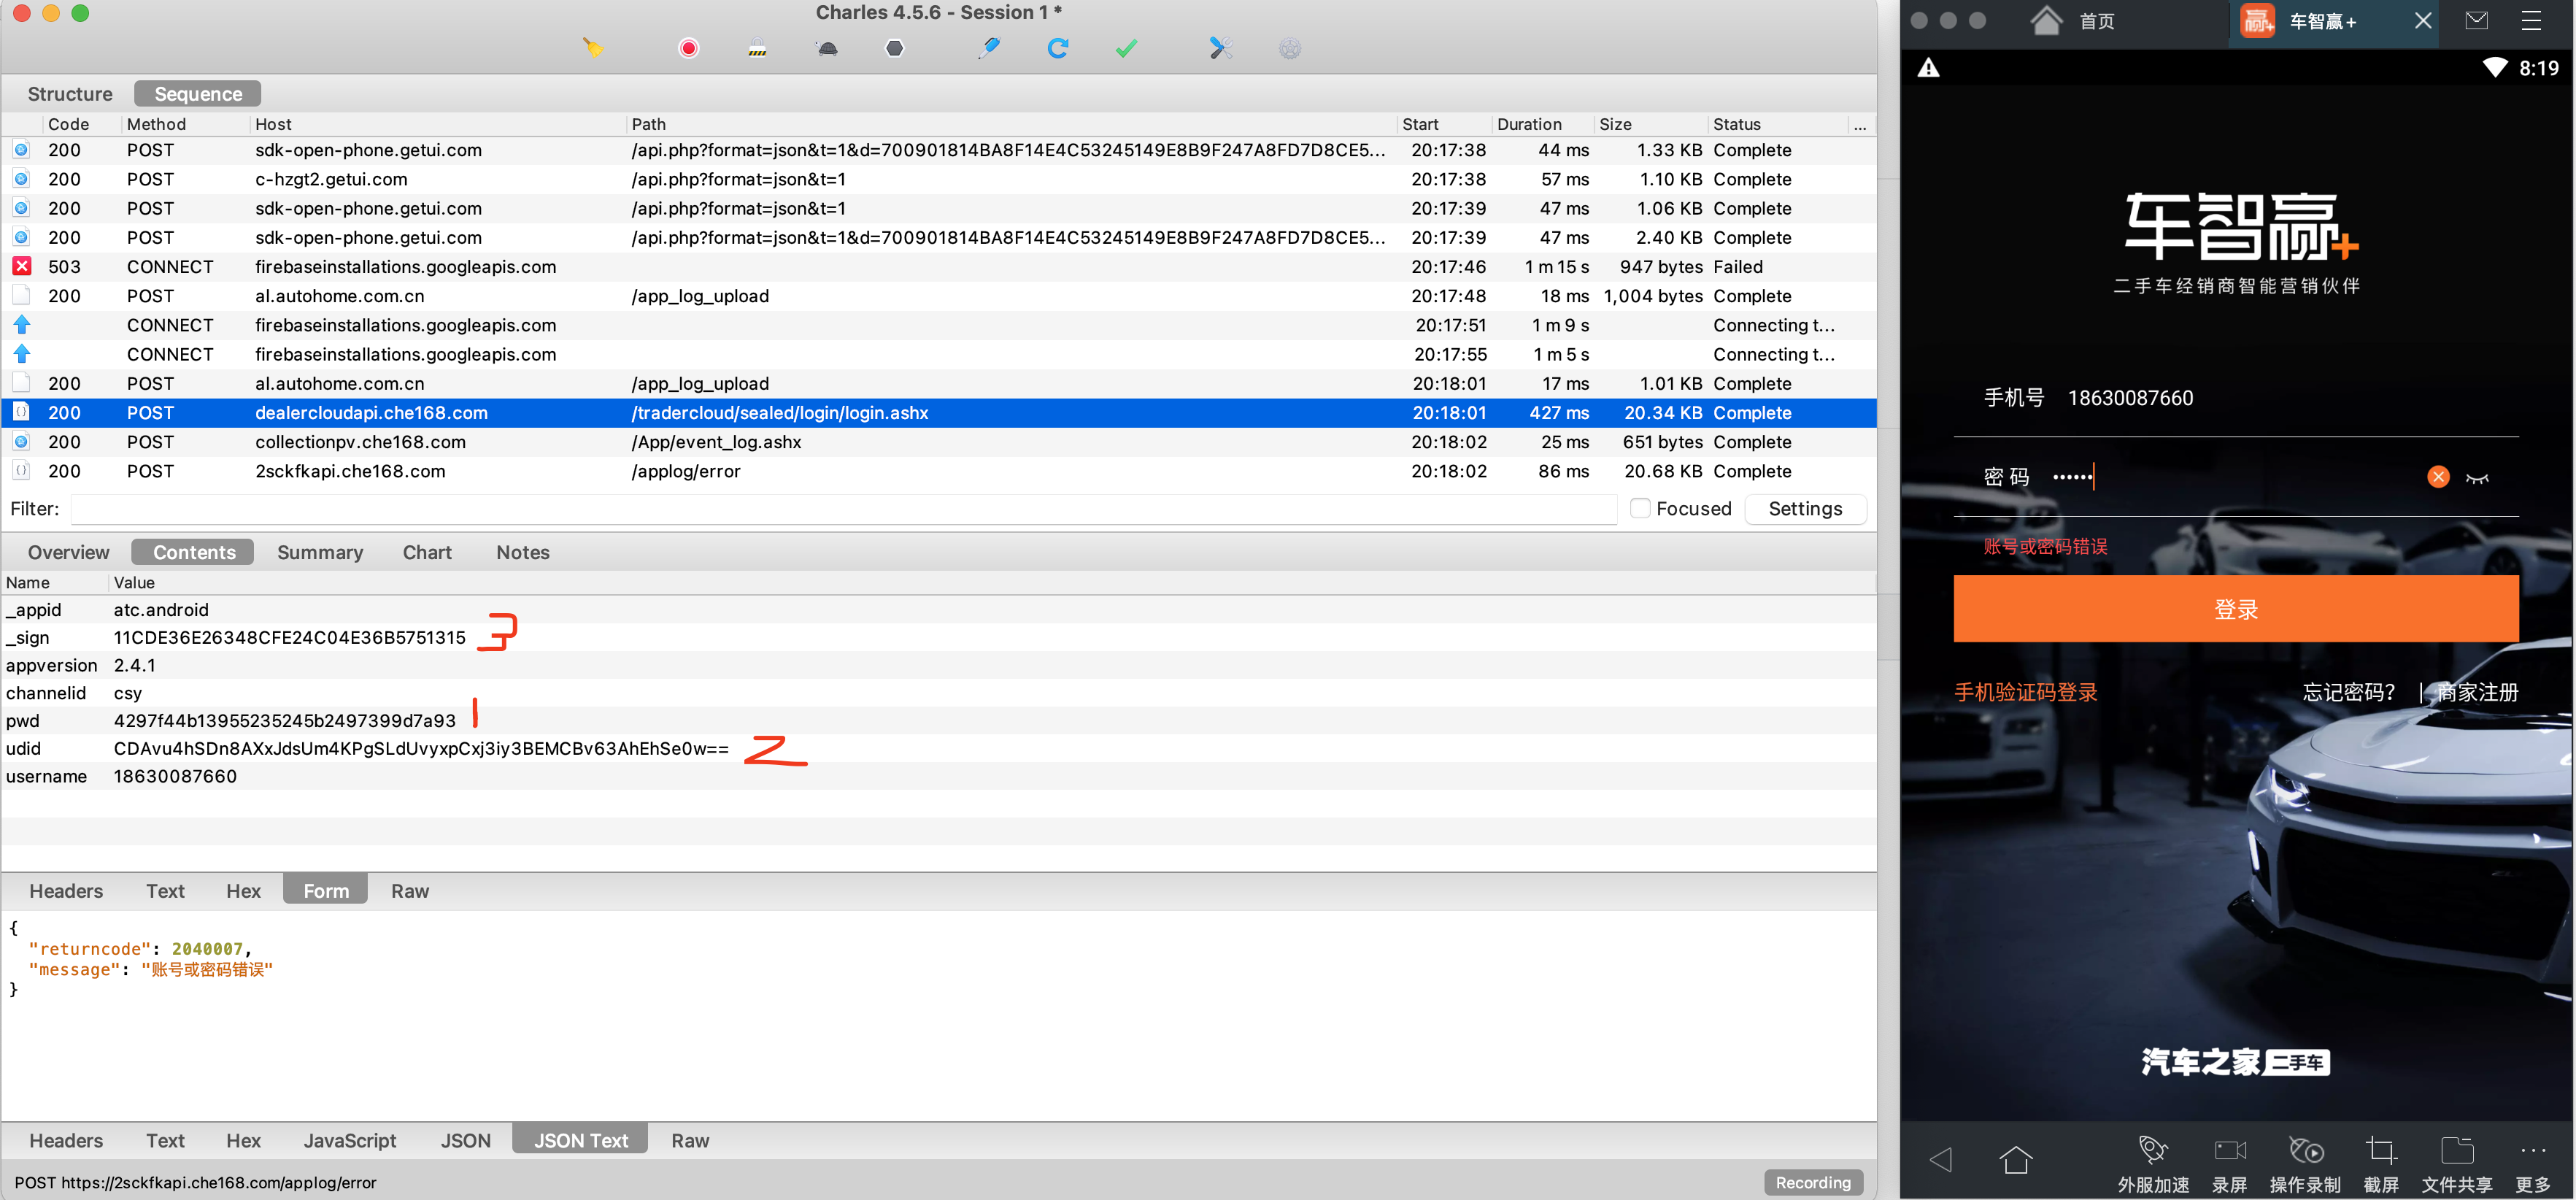 Charles 4.5.6 - Session 1 *
Structure Sequence
Code Method Host Path Start Duration Size Status ...
200 POST sdk-open-phone.getui.com /api.php?format=json&t=1&d=700901814BA8F14E4C53245149E8B9F247A8FD7D8CE5... 20:17:38 44 ms 1.33 KB Complete
200 POST c-hzgt2.getui.com /api.php?format=json&t=1 20:17:38 57 ms 1.10 KB Complete
200 POST sdk-open-phone.getui.com /api.php?format=json&t=1 20:17:39 47 ms 1.06 KB Complete
200 POST sdk-open-phone.getui.com /api.php?format=json&t=1&d=700901814BA8F14E4C53245149E8B9F247A8FD7D8CE5... 20:17:39 47 ms 2.40 KB Complete
503 CONNECT firebaseinstallations.googleapis.com 20:17:46 1 m 15 s 947 bytes Failed
200 POST al.autohome.com.cn /app_log_upload 20:17:48 18 ms 1,004 bytes Complete
CONNECT firebaseinstallations.googleapis.com 20:17:51 1 m 9 s Connecting t...
CONNECT firebaseinstallations.googleapis.com 20:17:55 1 m 5 s Connecting t...
200 POST al.autohome.com.cn /app_log_upload 20:18:01 17 ms 1.01 KB Complete
200 POST dealercloudapi.che168.com /tradercloud/sealed/login/login.ashx 20:18:01 427 ms 20.34 KB Complete
200 POST collectionpv.che168.com /App/event_log.ashx 20:18:02 25 ms 651 bytes Complete
200 POST 2sckfkapi.che168.com /applog/error 20:18:02 86 ms 20.68 KB Complete
Filter: Focused Settings
Overview Contents Summary Chart Notes
Name Value
_appid atc.android
_sign 11CDE36E26348CFE24C04E36B5751315 3
appversion 2.4.1
channelid csy
pwd 4297f44b13955235245b2497399d7a93 1
udid CDAvu4hSDn8AXxJdsUm4KPgSLdUvyxpCxj3iy3BEMCBv63AhEhSe0w== 2
username 18630087660
Headers Text Hex Form Raw
{
"returncode": 2040007,
"message": "账号或密码错误"
}
Headers Text Hex JavaScript JSON JSON Text Raw
POST https://2sckfkapi.che168.com/applog/error Recording
首页 赢+ 车智赢+
8:19
车智赢+
二手车经销商智能营销伙伴
手机号 18630087660
密码 ••••••
账号或密码错误
登录
手机验证码登录 忘记密码? | 商家注册
汽车之家 二手车
外服加速 录屏 操作录制 截屏 文件共享 更多